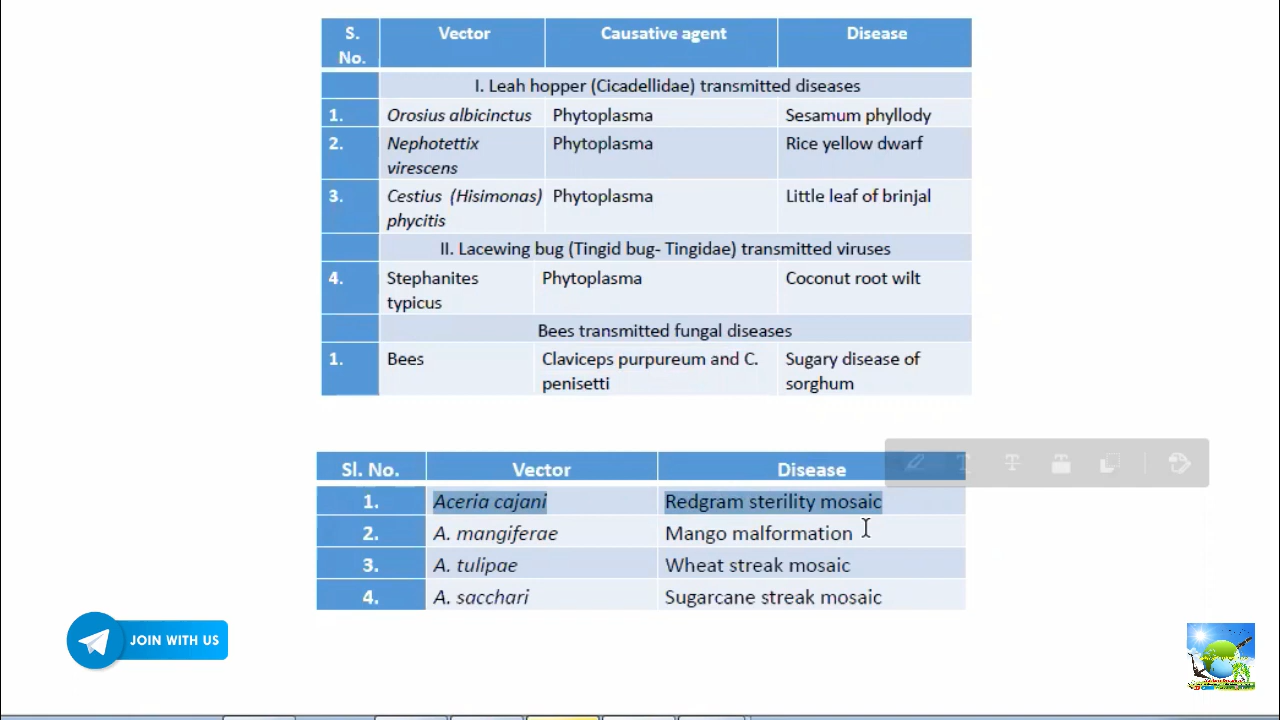 S. No. Vector Causative agent Disease
I. Leah hopper (Cicadellidae) transmitted diseases
1. Orosius albicinctus Phytoplasma Sesamum phyllody
2. Nephotettix virescens Phytoplasma Rice yellow dwarf
3. Cestius (Hisimonas) phycitis Phytoplasma Little leaf of brinjal
II. Lacewing bug (Tingid bug- Tingidae) transmitted viruses
4. Stephanites typicus Phytoplasma Coconut root wilt
Bees transmitted fungal diseases
1. Bees Claviceps purpureum and C. penisetti Sugary disease of sorghum
Sl. No. Vector Disease
1. Aceria cajani Redgram sterility mosaic
2. A. mangiferae Mango malformation
3. A. tulipae Wheat streak mosaic
4. A. sacchari Sugarcane streak mosaic
JOIN WITH US